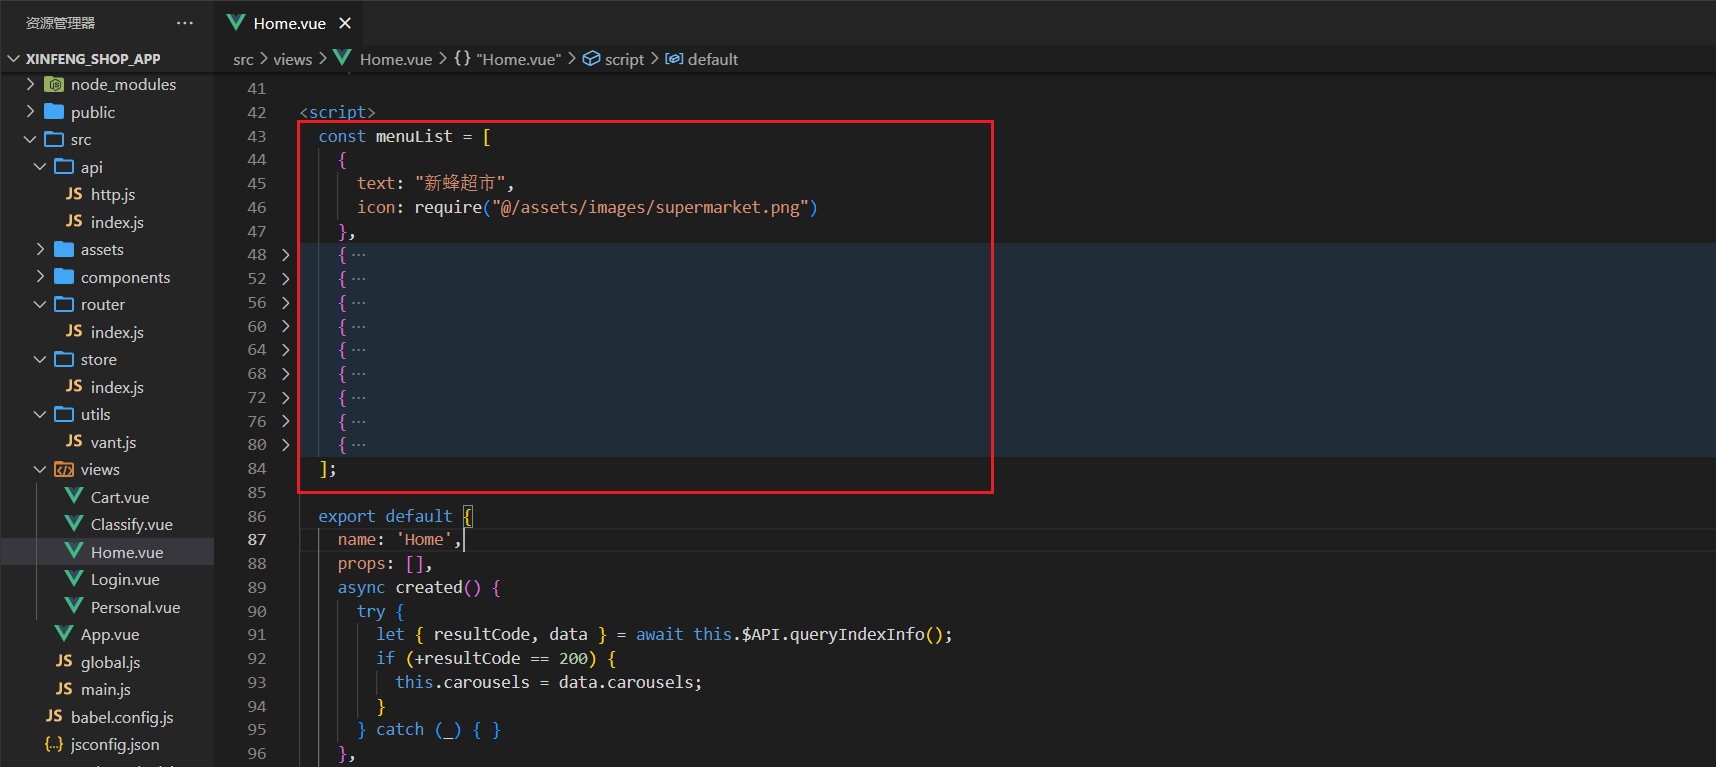 资源管理器 ···
XINFENG_SHOP_APP
node_modules
public
src
api
JS http.js
JS index.js
assets
components
router
JS index.js
store
JS index.js
utils
JS vant.js
views
Cart.vue
Classify.vue
Home.vue
Login.vue
Personal.vue
App.vue
JS global.js
JS main.js
JS babel.config.js
{..} jsconfig.json
Home.vue ×
src > views > Home.vue > {} "Home.vue" > script > default
41
42 <script>
43 const menuList = [
44 {
45 text: "新蜂超市",
46 icon: require("@/assets/images/supermarket.png")
47 },
48 > { ···
52 > { ···
56 > { ···
60 > { ···
64 > { ···
68 > { ···
72 > { ···
76 > { ···
80 > { ···
84 ];
85
86 export default {
87 name: 'Home',
88 props: [],
89 async created() {
90 try {
91 let { resultCode, data } = await this.$API.queryIndexInfo();
92 if (+resultCode == 200) {
93 this.carousels = data.carousels;
94 }
95 } catch (_) { }
96 },